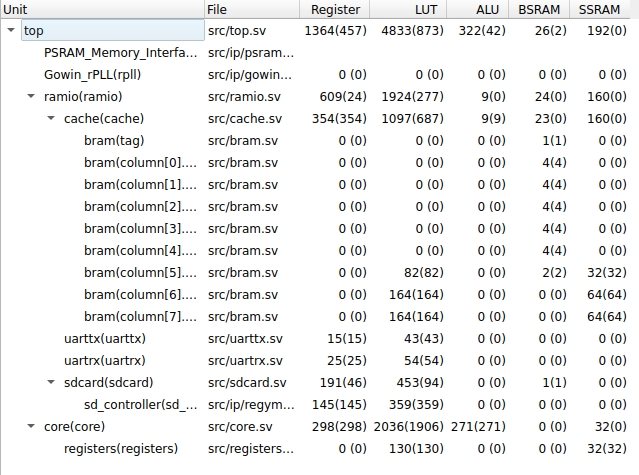 Unit File Register LUT ALU BSRAM SSRAM
top src/top.sv 1364(457) 4833(873) 322(42) 26(2) 192(0)
PSRAM_Memory_Interfa... src/ip/psram...
Gowin_rPLL(rpll) src/ip/gowin... 0 (0) 0 (0) 0 (0) 0 (0) 0 (0)
ramio(ramio) src/ramio.sv 609(24) 1924(277) 9(0) 24(0) 160(0)
cache(cache) src/cache.sv 354(354) 1097(687) 9(9) 23(0) 160(0)
bram(tag) src/bram.sv 0 (0) 0 (0) 0 (0) 1(1) 0 (0)
bram(column[0].... src/bram.sv 0 (0) 0 (0) 0 (0) 4(4) 0 (0)
bram(column[1].... src/bram.sv 0 (0) 0 (0) 0 (0) 4(4) 0 (0)
bram(column[2].... src/bram.sv 0 (0) 0 (0) 0 (0) 4(4) 0 (0)
bram(column[3].... src/bram.sv 0 (0) 0 (0) 0 (0) 4(4) 0 (0)
bram(column[4].... src/bram.sv 0 (0) 0 (0) 0 (0) 4(4) 0 (0)
bram(column[5].... src/bram.sv 0 (0) 82(82) 0 (0) 2(2) 32(32)
bram(column[6].... src/bram.sv 0 (0) 164(164) 0 (0) 0 (0) 64(64)
bram(column[7].... src/bram.sv 0 (0) 164(164) 0 (0) 0 (0) 64(64)
uarttx(uarttx) src/uarttx.sv 15(15) 43(43) 0 (0) 0 (0) 0 (0)
uartrx(uartrx) src/uartrx.sv 25(25) 54(54) 0 (0) 0 (0) 0 (0)
sdcard(sdcard) src/sdcard.sv 191(46) 453(94) 0 (0) 1(1) 0 (0)
sd_controller(sd_... src/ip/regym... 145(145) 359(359) 0 (0) 0 (0) 0 (0)
core(core) src/core.sv 298(298) 2036(1906) 271(271) 0 (0) 32(0)
registers(registers) src/registers... 0 (0) 130(130) 0 (0) 0 (0) 32(32)